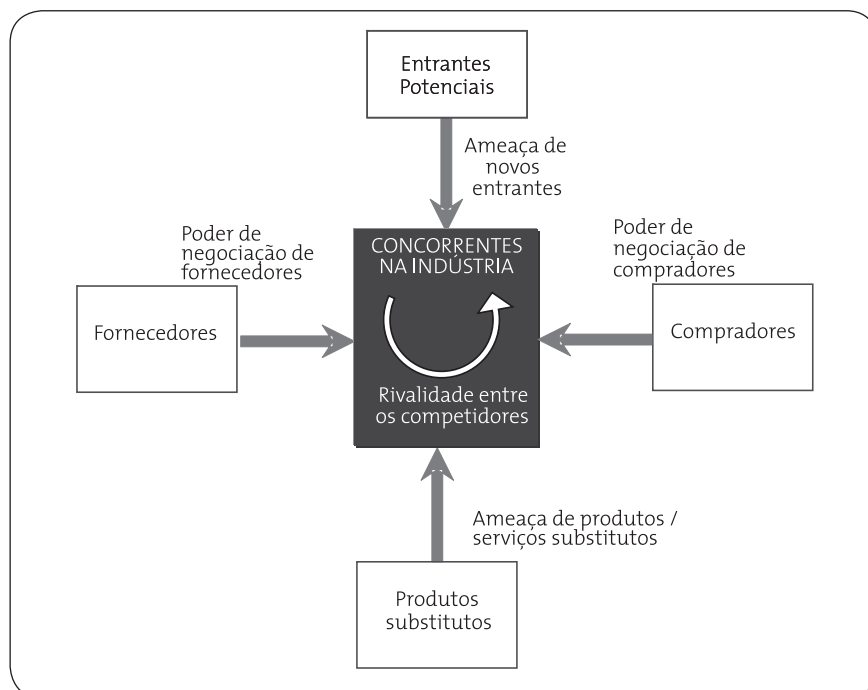 Entrantes
Potenciais
Ameaça de
novos
entrantes
Poder de
negociação de
fornecedores
Fornecedores
CONCORRENTES
NA INDÚSTRIA
Rivalidade entre
os competidores
Poder de
negociação de
compradores
Compradores
Ameaça de produtos /
serviços substitutos
Produtos
substitutos